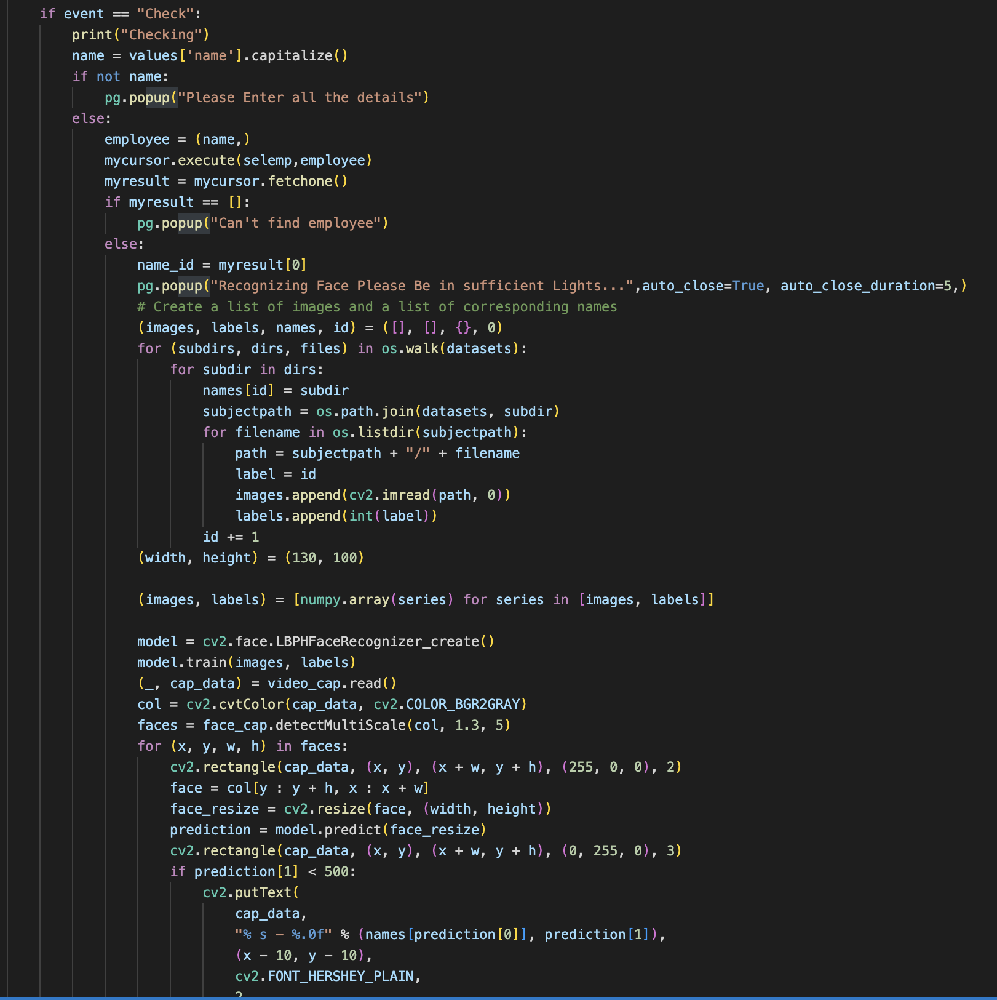 if event == "Check":
print("Checking")
name = values['name'].capitalize()
if not name:
pg.popup("Please Enter all the details")
else:
employee = (name,)
mycursor.execute(selemp,employee)
myresult = mycursor.fetchone()
if myresult == []:
pg.popup("Can't find employee")
else:
name_id = myresult[0]
pg.popup("Recognizing Face Please Be in sufficient Lights...",auto_close=True, auto_close_duration=5,)
# Create a list of images and a list of corresponding names
(images, labels, names, id) = ([], [], {}, 0)
for (subdirs, dirs, files) in os.walk(datasets):
for subdir in dirs:
names[id] = subdir
subjectpath = os.path.join(datasets, subdir)
for filename in os.listdir(subjectpath):
path = subjectpath + "/" + filename
label = id
images.append(cv2.imread(path, 0))
labels.append(int(label))
id += 1
(width, height) = (130, 100)
(images, labels) = [numpy.array(series) for series in [images, labels]]
model = cv2.face.LBPHFaceRecognizer_create()
model.train(images, labels)
(_, cap_data) = video_cap.read()
col = cv2.cvtColor(cap_data, cv2.COLOR_BGR2GRAY)
faces = face_cap.detectMultiScale(col, 1.3, 5)
for (x, y, w, h) in faces:
cv2.rectangle(cap_data, (x, y), (x + w, y + h), (255, 0, 0), 2)
face = col[y : y + h, x : x + w]
face_resize = cv2.resize(face, (width, height))
prediction = model.predict(face_resize)
cv2.rectangle(cap_data, (x, y), (x + w, y + h), (0, 255, 0), 3)
if prediction[1] < 500:
cv2.putText(
cap_data,
"% s - %.0f" % (names[prediction[0]], prediction[1]),
(x - 10, y - 10),
cv2.FONT_HERSHEY_PLAIN,